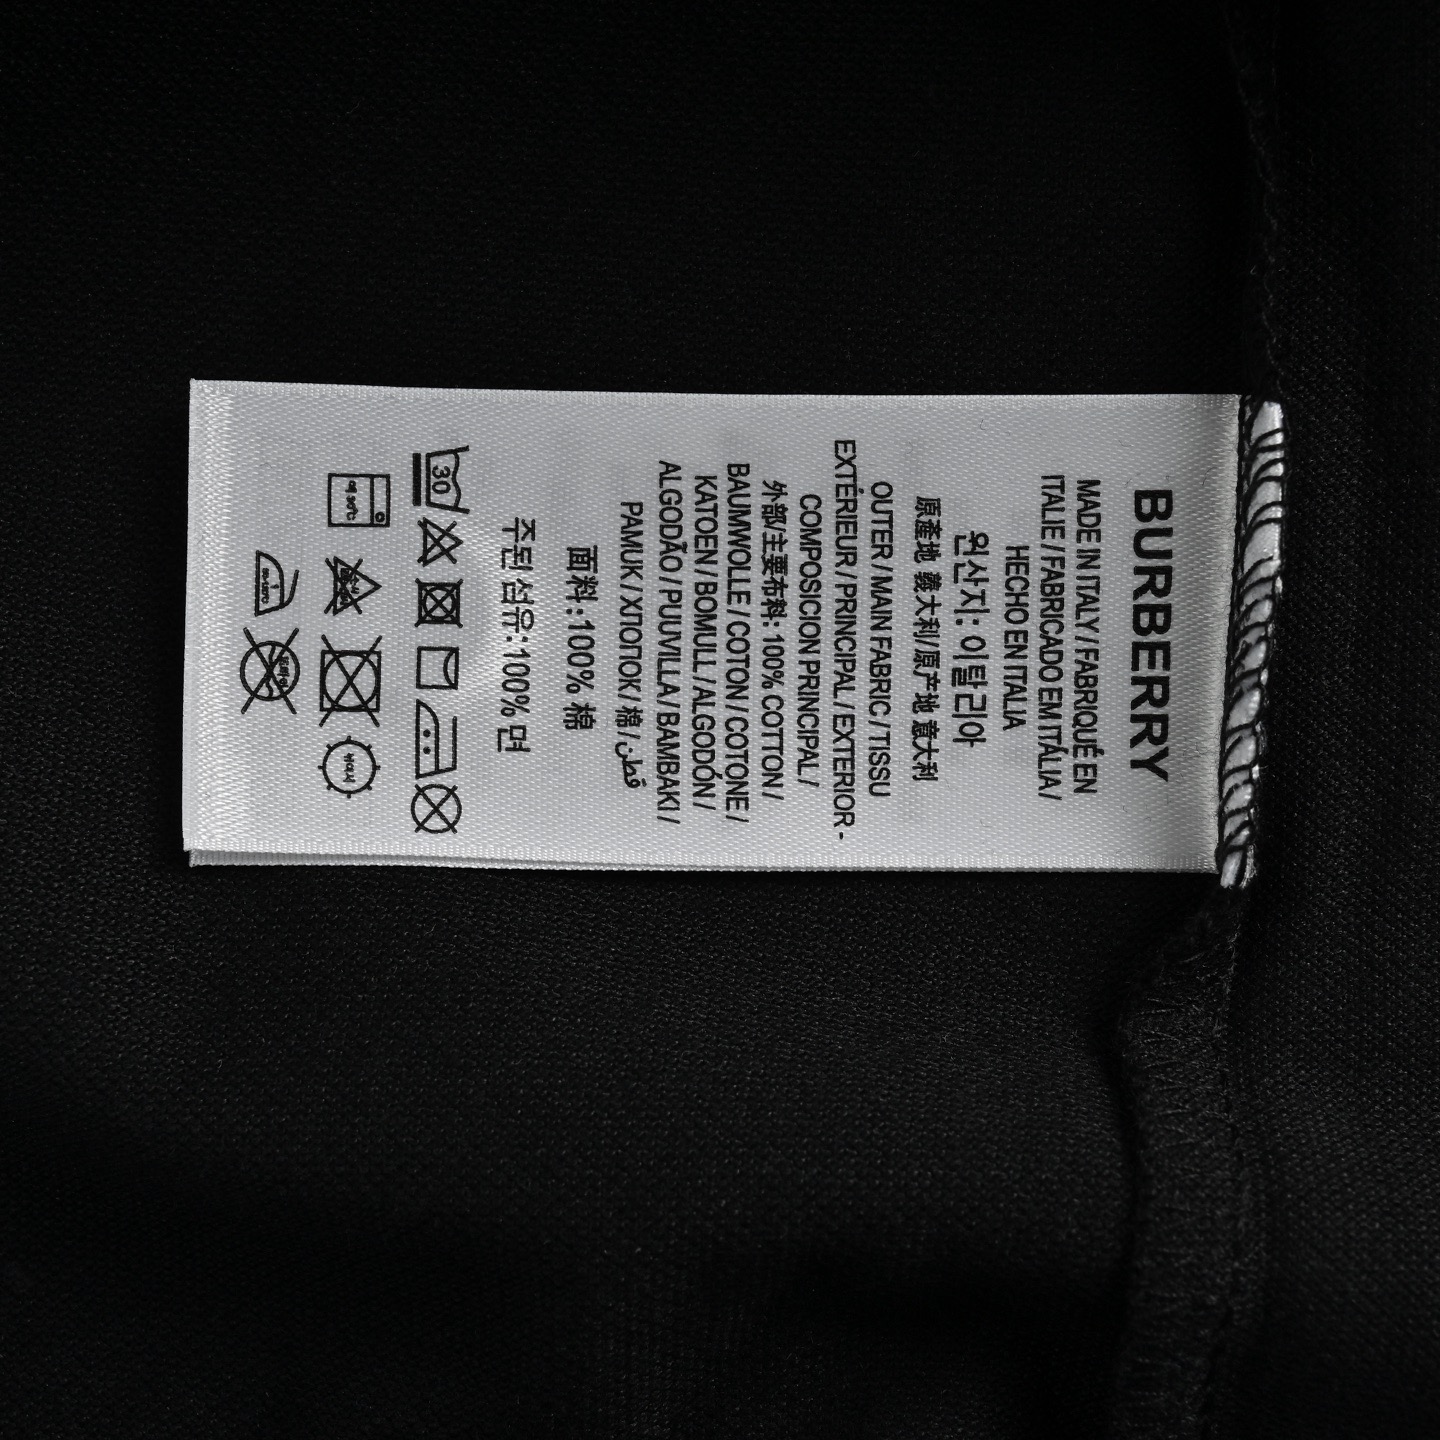 BURBERRY
MADE IN ITALY / FABRIQUÉ EN
ITALIE / FABRICADO EM ITÁLIA /
HECHO EN ITALIA
원산지: 이탈리아
原產地 義大利/原产地 意大利
OUTER / MAIN FABRIC / TISSU
EXTÉRIEUR / PRINCIPAL / EXTERIOR -
COMPOSICION PRINCIPAL /
外部/主要布料: 100% COTTON /
BAUMWOLLE / COTON / COTONE /
KATOEN / BOMULL / ALGODÓN /
ALGODÃO / PUUVILLA / BAMBAKI /
PAMUK / ΧΠΟΠΟΚ / 棉 / قطن
面料:100% 棉
주된섬유:100% 면
30